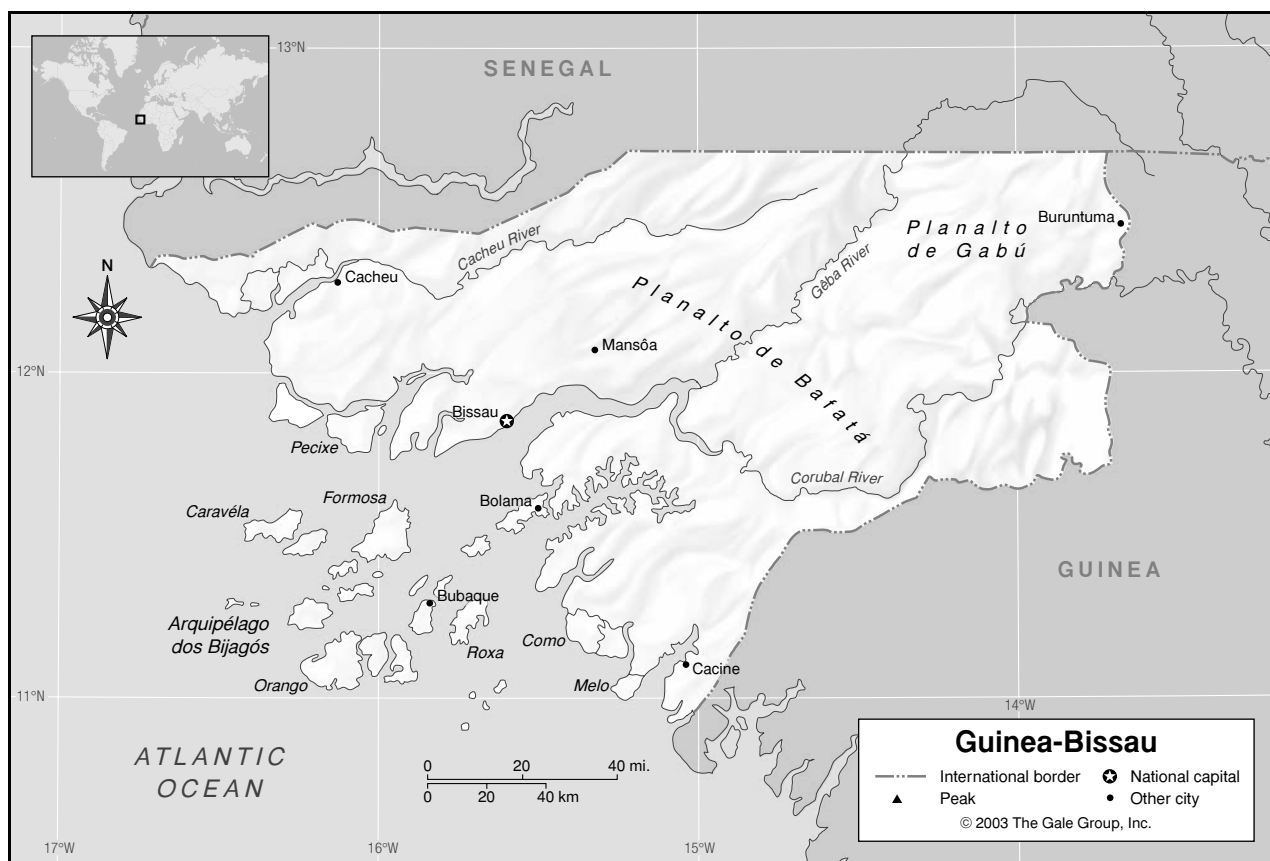 13°N
SENEGAL
Buruntuma
Planalto
de Gabú
Cacheu River
Gêba River
N
Cacheu
Planalto de Bafatá
Mansôa
12°N
Bissau
Pecixe
Corubal River
Formosa
Caravéla
Bolama
GUINEA
Bubaque
Arquipélago
dos Bijagós
Como
Roxa
Cacine
Orango
Melo
11°N
14°W
ATLANTIC
OCEAN
0 20 40 mi.
0 20 40 km
Guinea-Bissau
International border
National capital
Peak
Other city
© 2003 The Gale Group, Inc.
17°W
16°W
15°W